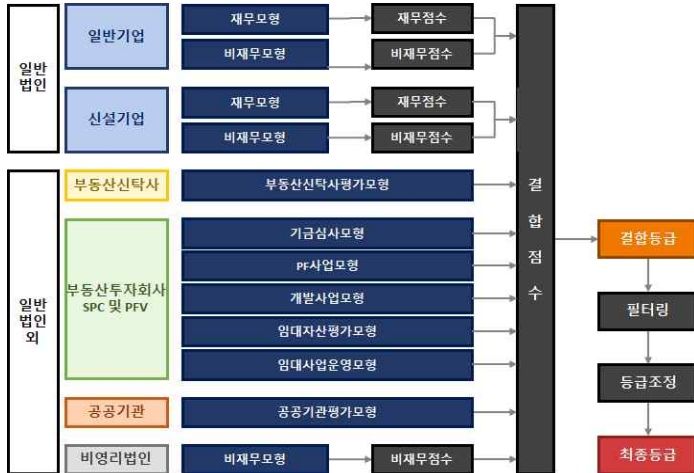 일반
법인
일반기업
재무모형
재무점수
비재무모형
비재무점수
신설기업
재무모형
재무점수
비재무모형
비재무점수
일반
법인
외
부동산신탁사
부동산신탁사평가모형
부동산투자회사
SPC 및 PFV
기금심사모형
PF사업모형
개발사업모형
임대자산평가모형
임대사업운영모형
공공기관
공공기관평가모형
비영리법인
비재무모형
비재무점수
결
합
점
수
결합등급
필터링
등급조정
최종등급